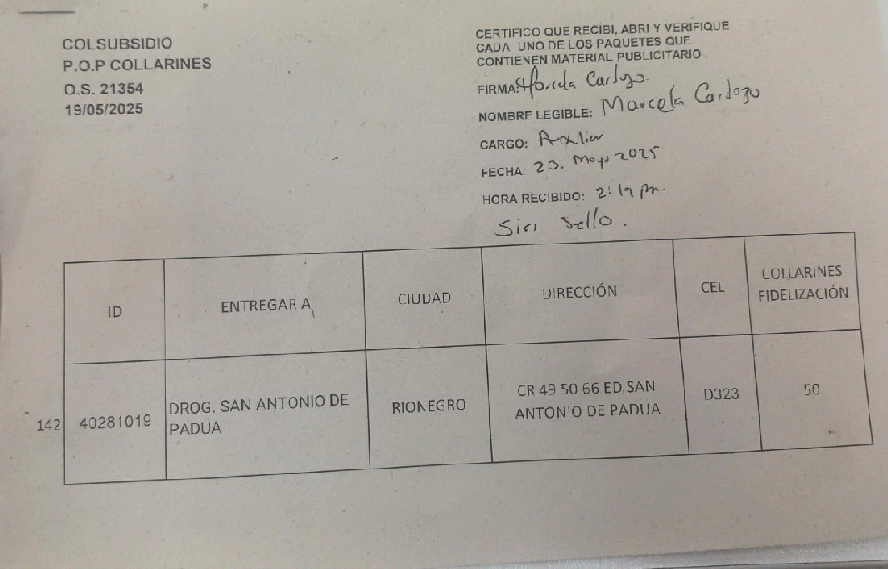 COLSUBSIDIO
P.O.P COLLARINES
O.S. 21354
19/05/2025
CERTIFICO QUE RECIBI, ABRI Y VERIFIQUE
CADA UNO DE LOS PAQUETES QUE
CONTIENEN MATERIAL PUBLICITARIO
FIRMA: Marcela Cardozo.
NOMBRE LEGIBLE: Marcela Cardozo
CARGO: Auxiliar
FECHA 23. Mayo 2025
HORA RECIBIDO: 2:19 pm.
Sin Sello.
ID
ENTREGAR A
CIUDAD
DIRECCIÓN
CEL
COLLARINES
FIDELIZACIÓN
142
40281019
DROG. SAN ANTONIO DE
PADUA
RIONEGRO
CR 49 50 66 ED SAN
ANTONIO DE PADUA
D323
50